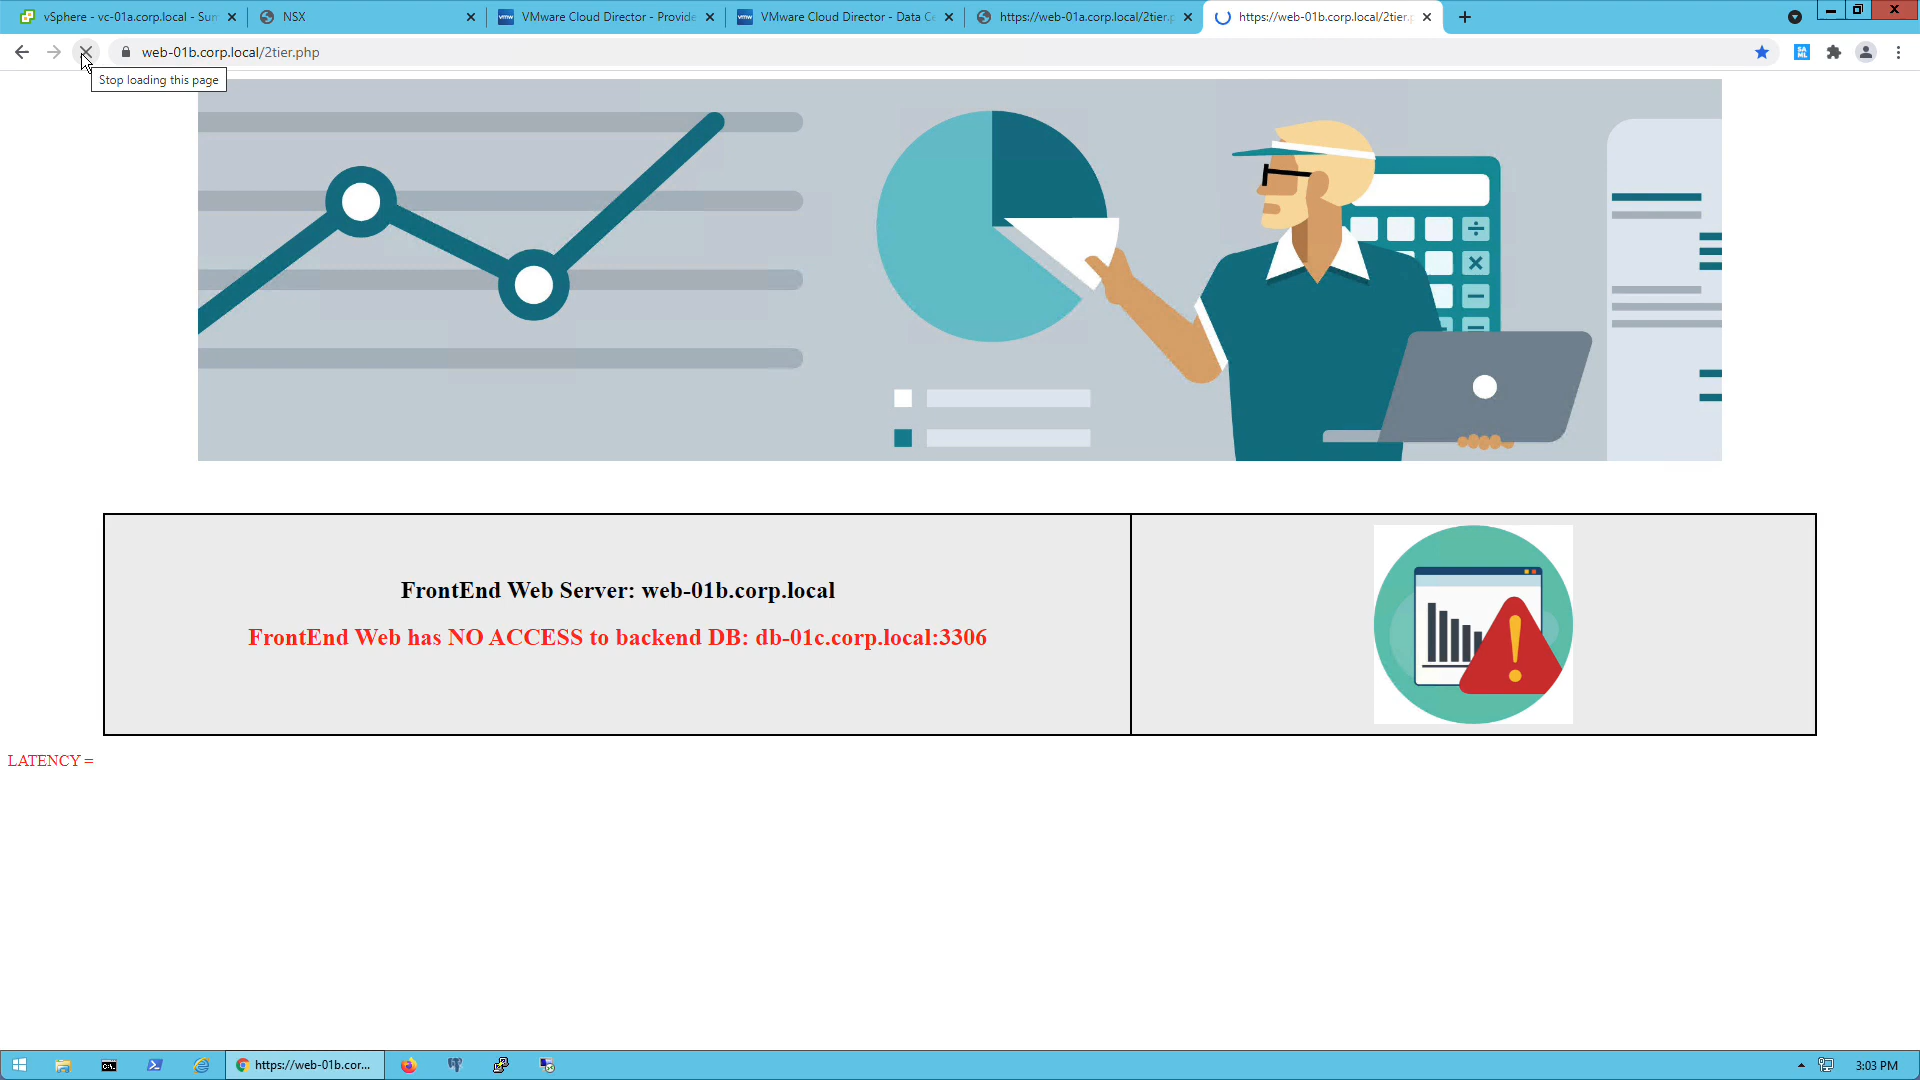 vSphere - vc-01a.corp.local - Sum
NSX
VMware Cloud Director - Provide
VMware Cloud Director - Data Ce
https://web-01a.corp.local/2tier.p
https://web-01b.corp.local/2tier.p
web-01b.corp.local/2tier.php
SAML
Stop loading this page
FrontEnd Web Server: web-01b.corp.local
FrontEnd Web has NO ACCESS to backend DB: db-01c.corp.local:3306
LATENCY =
https://web-01b.cor...
3:03 PM